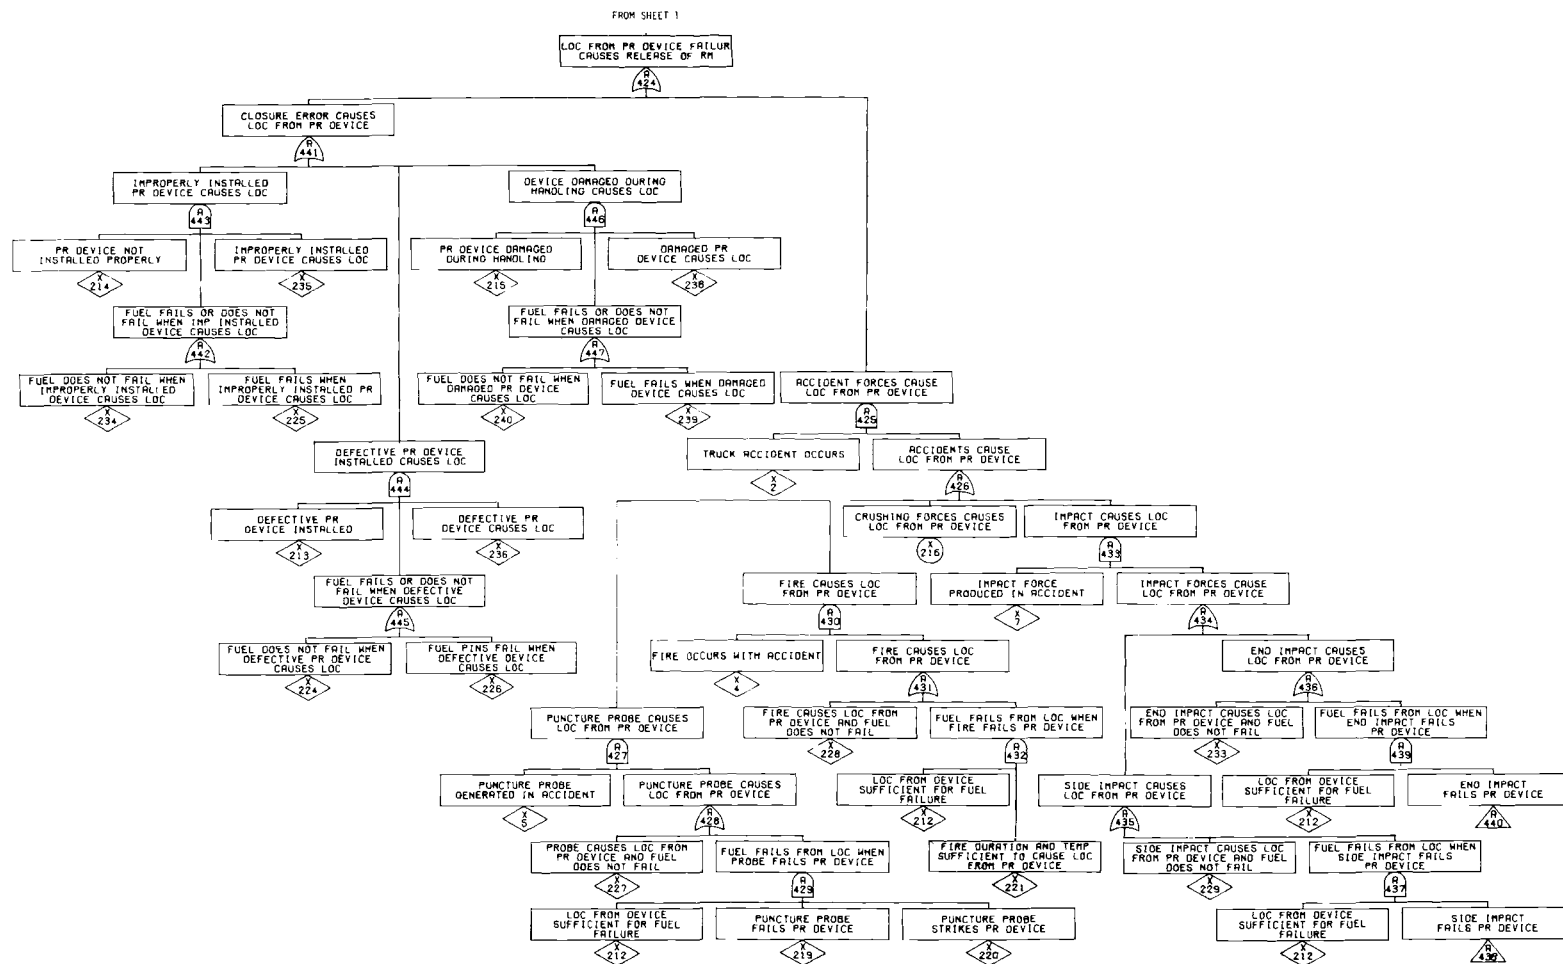 FROM SHEET 1
LOC FROM PR DEVICE FAILUR
CAUSES RELEASE OF RM
A
424
CLOSURE ERROR CAUSES
LOC FROM PR DEVICE
A
441
IMPROPERLY INSTALLED
PR DEVICE CAUSES LOC
A
443
DEVICE DAMAGED DURING
HANDLING CAUSES LOC
A
446
PR DEVICE NOT
INSTALLED PROPERLY
X
214
IMPROPERLY INSTALLED
PR DEVICE CAUSES LOC
X
235
PR DEVICE DAMAGED
DURING HANDLING
X
215
DAMAGED PR
DEVICE CAUSES LOC
X
238
FUEL FAILS OR DOES NOT
FAIL WHEN IMP INSTALLED
DEVICE CAUSES LOC
A
442
FUEL FAILS OR DOES NOT
FAIL WHEN DAMAGED DEVICE
CAUSES LOC
A
447
FUEL DOES NOT FAIL WHEN
IMPROPERLY INSTALLED
DEVICE CAUSES LOC
X
234
FUEL FAILS WHEN
IMPROPERLY INSTALLED PR
DEVICE CAUSES LOC
X
225
FUEL DOES NOT FAIL WHEN
DAMAGED PR DEVICE
CAUSES LOC
X
240
FUEL FAILS WHEN DAMAGED
DEVICE CAUSES LOC
X
239
ACCIDENT FORCES CAUSE
LOC FROM PR DEVICE
A
425
DEFECTIVE PR DEVICE
INSTALLED CAUSES LOC
A
444
TRUCK ACCIDENT OCCURS
X
2
ACCIDENTS CAUSE
LOC FROM PR DEVICE
A
426
DEFECTIVE PR
DEVICE INSTALLED
X
213
DEFECTIVE PR
DEVICE CAUSES LOC
X
236
CRUSHING FORCES CAUSES
LOC FROM PR DEVICE
X
216
IMPACT CAUSES LOC
FROM PR DEVICE
A
433
FUEL FAILS OR DOES NOT
FAIL WHEN DEFECTIVE
DEVICE CAUSES LOC
A
445
FIRE CAUSES LOC
FROM PR DEVICE
A
430
IMPACT FORCE
PRODUCED IN ACCIDENT
X
7
IMPACT FORCES CAUSE
LOC FROM PR DEVICE
A
434
FUEL DOES NOT FAIL WHEN
DEFECTIVE PR DEVICE
CAUSES LOC
X
224
FUEL PINS FAIL WHEN
DEFECTIVE DEVICE
CAUSES LOC
X
226
FIRE OCCURS WITH ACCIDENT
X
4
FIRE CAUSES LOC
FROM PR DEVICE
A
431
END IMPACT CAUSES
LOC FROM PR DEVICE
A
436
PUNCTURE PROBE CAUSES
LOC FROM PR DEVICE
A
427
FIRE CAUSES LOC FROM
PR DEVICE AND FUEL
DOES NOT FAIL
X
228
FUEL FAILS FROM LOC WHEN
FIRE FAILS PR DEVICE
A
432
END IMPACT CAUSES LOC
FROM PR DEVICE AND FUEL
DOES NOT FAIL
X
233
FUEL FAILS FROM LOC WHEN
END IMPACT FAILS
PR DEVICE
A
439
PUNCTURE PROBE
GENERATED IN ACCIDENT
X
5
PUNCTURE PROBE CAUSES
LOC FROM PR DEVICE
A
428
LOC FROM DEVICE
SUFFICIENT FOR FUEL
FAILURE
X
212
SIDE IMPACT CAUSES
LOC FROM PR DEVICE
A
435
LOC FROM DEVICE
SUFFICIENT FOR FUEL
FAILURE
X
212
END IMPACT
FAILS PR DEVICE
A
440
PROBE CAUSES LOC FROM
PR DEVICE AND FUEL
DOES NOT FAIL
X
227
FUEL FAILS FROM LOC WHEN
PROBE FAILS PR DEVICE
A
429
FIRE DURATION AND TEMP
SUFFICIENT TO CAUSE LOC
FROM PR DEVICE
X
221
SIDE IMPACT CAUSES LOC
FROM PR DEVICE AND FUEL
DOES NOT FAIL
X
229
FUEL FAILS FROM LOC WHEN
SIDE IMPACT FAILS
PR DEVICE
A
437
LOC FROM DEVICE
SUFFICIENT FOR FUEL
FAILURE
X
212
PUNCTURE PROBE
FAILS PR DEVICE
X
219
PUNCTURE PROBE
STRIKES PR DEVICE
X
220
LOC FROM DEVICE
SUFFICIENT FOR FUEL
FAILURE
X
212
SIDE IMPACT
FAILS PR DEVICE
A
438